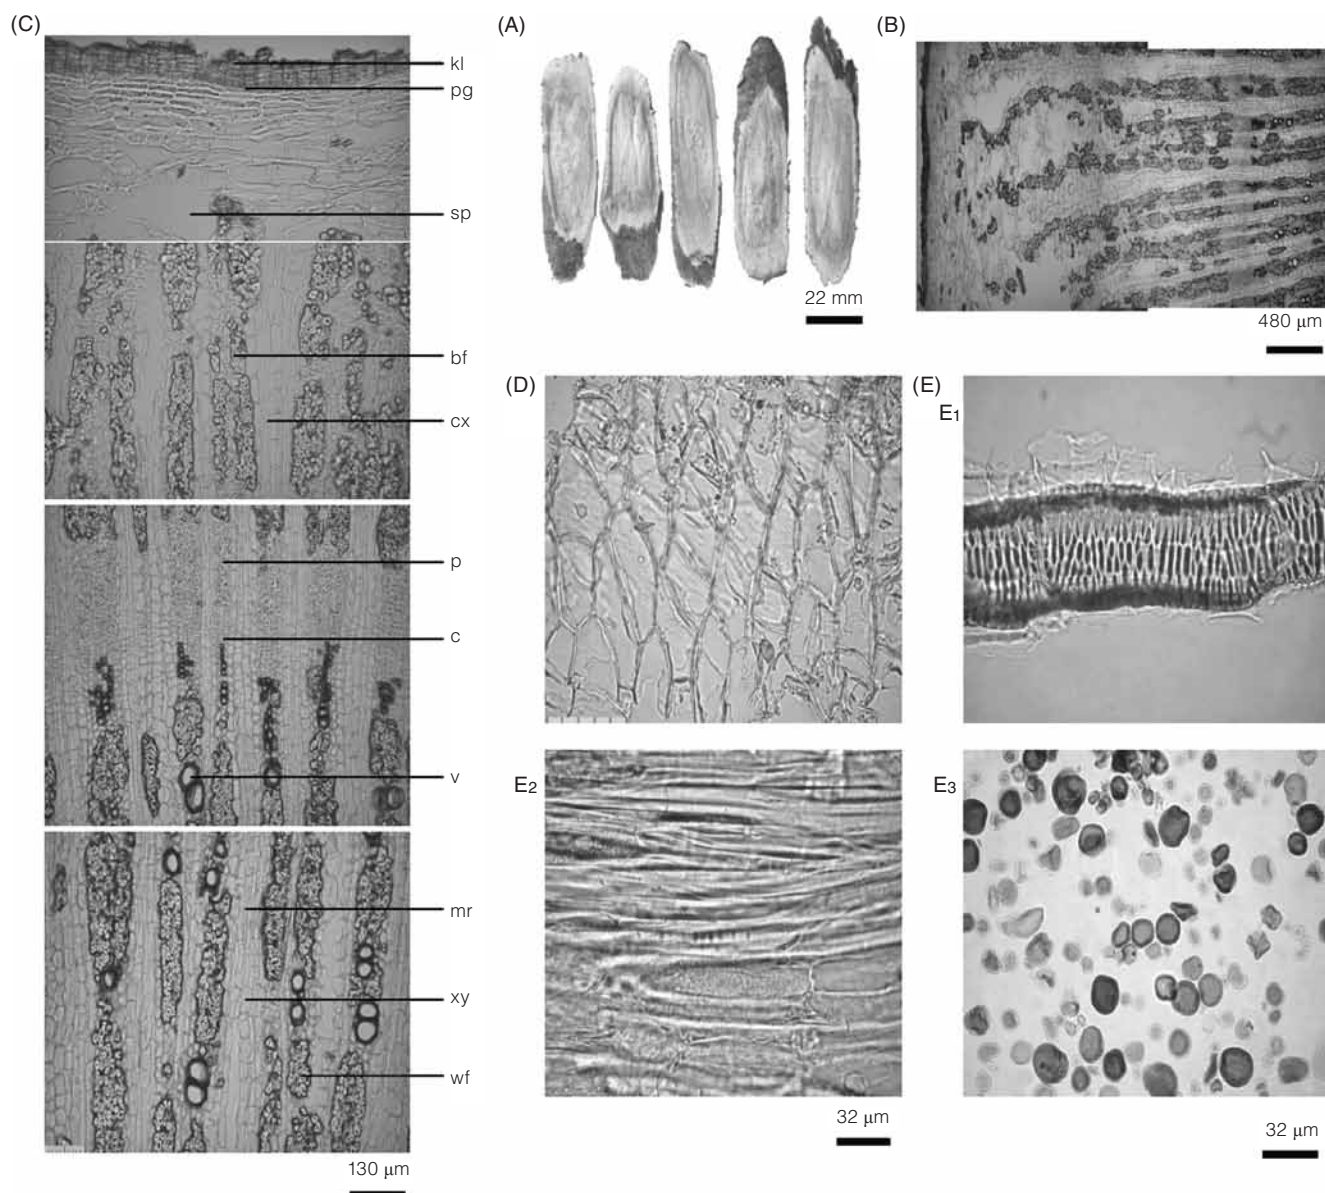 (C)
kl
pg
sp
bf
cx
p
c
v
mr
xy
wf
130 μm
(A)
22 mm
(B)
480 μm
(D)
(E)
E1
E2
32 μm
E3
32 μm